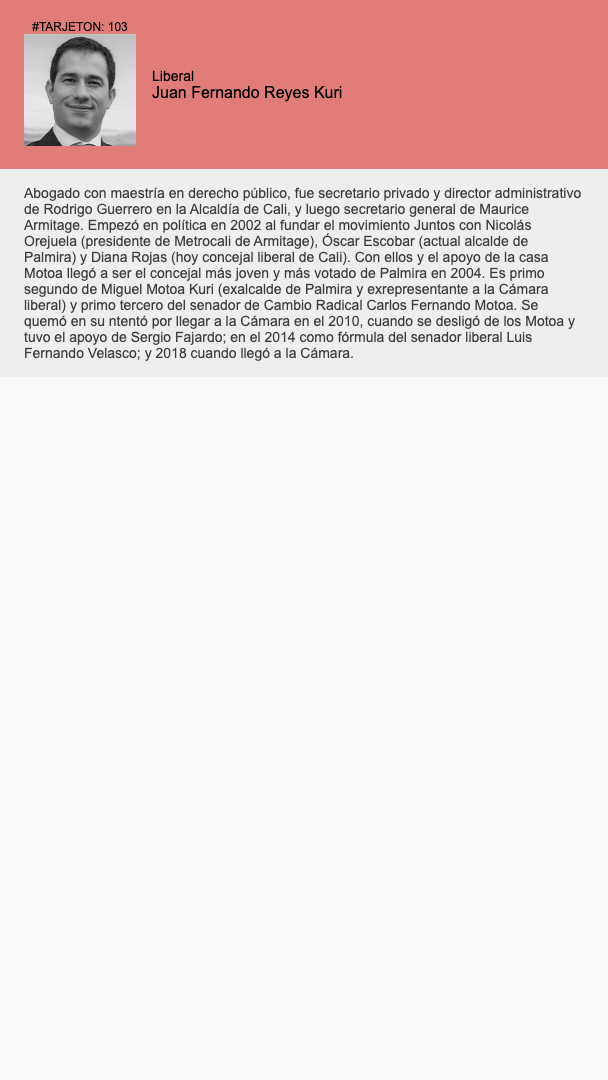 #TARJETON: 103
Liberal
Juan Fernando Reyes Kuri
Abogado con maestría en derecho público, fue secretario privado y director administrativo
de Rodrigo Guerrero en la Alcaldía de Cali, y luego secretario general de Maurice
Armitage. Empezó en política en 2002 al fundar el movimiento Juntos con Nicolás
Orejuela (presidente de Metrocali de Armitage), Óscar Escobar (actual alcalde de
Palmira) y Diana Rojas (hoy concejal liberal de Cali). Con ellos y el apoyo de la casa
Motoa llegó a ser el concejal más joven y más votado de Palmira en 2004. Es primo
segundo de Miguel Motoa Kuri (exalcalde de Palmira y exrepresentante a la Cámara
liberal) y primo tercero del senador de Cambio Radical Carlos Fernando Motoa. Se
quemó en su ntentó por llegar a la Cámara en el 2010, cuando se desligó de los Motoa y
tuvo el apoyo de Sergio Fajardo; en el 2014 como fórmula del senador liberal Luis
Fernando Velasco; y 2018 cuando llegó a la Cámara.